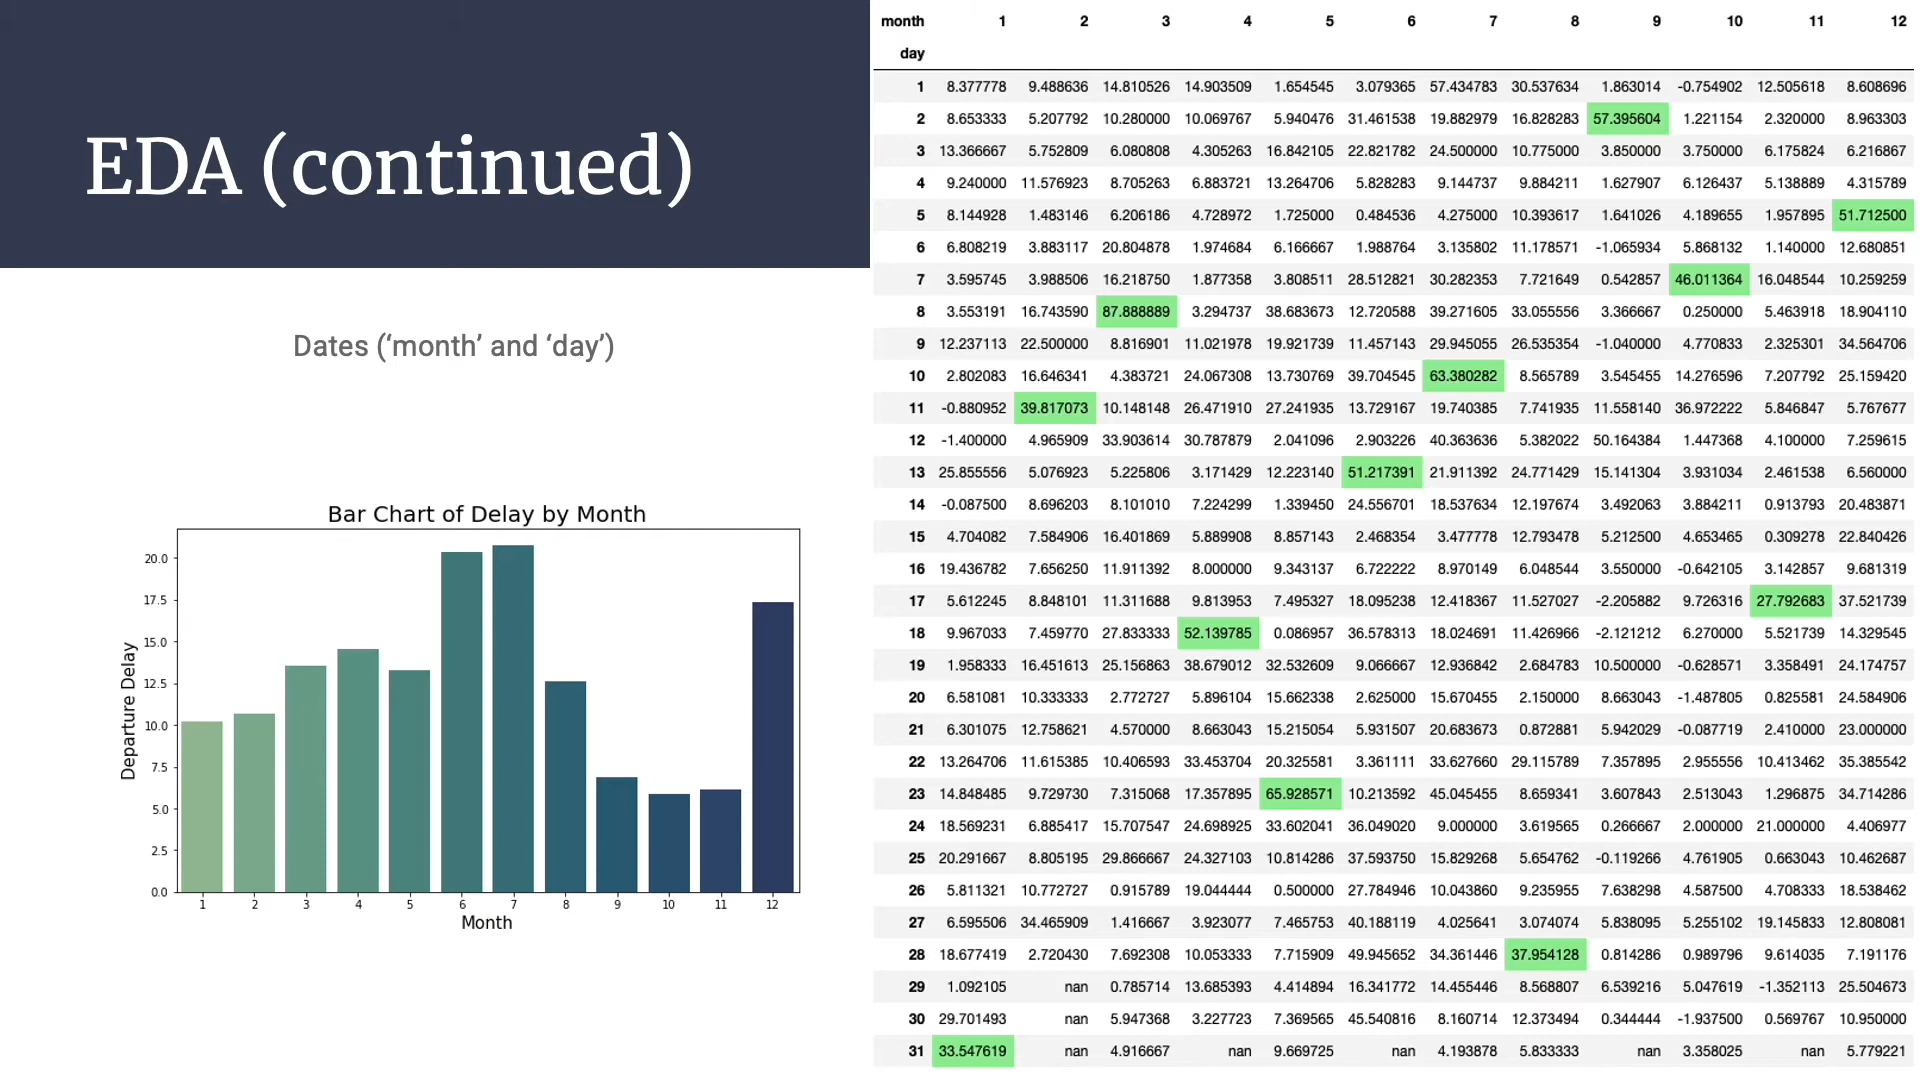 EDA (continued)
Dates (‘month’ and ‘day’)
Bar Chart of Delay by Month
Departure Delay
20.0
17.5
15.0
12.5
10.0
7.5
5.0
2.5
0.0
1 2 3 4 5 6 7 8 9 10 11 12
Month
month 1 2 3 4 5 6 7 8 9 10 11 12
day
1 8.377778 9.488636 14.810526 14.903509 1.654545 3.079365 57.434783 30.537634 1.863014 -0.754902 12.505618 8.608696
2 8.653333 5.207792 10.280000 10.069767 5.940476 31.461538 19.882979 16.828283 57.395604 1.221154 2.320000 8.963303
3 13.366667 5.752809 6.080808 4.305263 16.842105 22.821782 24.500000 10.775000 3.850000 3.750000 6.175824 6.216867
4 9.240000 11.576923 8.705263 6.883721 13.264706 5.828283 9.144737 9.884211 1.627907 6.126437 5.138889 4.315789
5 8.144928 1.483146 6.206186 4.728972 1.725000 0.484536 4.275000 10.393617 1.641026 4.189655 1.957895 51.712500
6 6.808219 3.883117 20.804878 1.974684 6.166667 1.988764 3.135802 11.178571 -1.065934 5.868132 1.140000 12.680851
7 3.595745 3.988506 16.218750 1.877358 3.808511 28.512821 30.282353 7.721649 0.542857 46.011364 16.048544 10.259259
8 3.553191 16.743590 87.888889 3.294737 38.683673 12.720588 39.271605 33.055556 3.366667 0.250000 5.463918 18.904110
9 12.237113 22.500000 8.816901 11.021978 19.921739 11.457143 29.945055 26.535354 -1.040000 4.770833 2.325301 34.564706
10 2.802083 16.646341 4.383721 24.067308 13.730769 39.704545 63.380282 8.565789 3.545455 14.276596 7.207792 25.159420
11 -0.880952 39.817073 10.148148 26.471910 27.241935 13.729167 19.740385 7.741935 11.558140 36.972222 5.846847 5.767677
12 -1.400000 4.965909 33.903614 30.787879 2.041096 2.903226 40.363636 5.382022 50.164384 1.447368 4.100000 7.259615
13 25.855556 5.076923 5.225806 3.171429 12.223140 51.217391 21.911392 24.771429 15.141304 3.931034 2.461538 6.560000
14 -0.087500 8.696203 8.101010 7.224299 1.339450 24.556701 18.537634 12.197674 3.492063 3.884211 0.913793 20.483871
15 4.704082 7.584906 16.401869 5.889908 8.857143 2.468354 3.477778 12.793478 5.212500 4.653465 0.309278 22.840426
16 19.436782 7.656250 11.911392 8.000000 9.343137 6.722222 8.970149 6.048544 3.550000 -0.642105 3.142857 9.681319
17 5.612245 8.848101 11.311688 9.813953 7.495327 18.095238 12.418367 11.527027 -2.205882 9.726316 27.792683 37.521739
18 9.967033 7.459770 27.833333 52.139785 0.086957 36.578313 18.024691 11.426966 -2.121212 6.270000 5.521739 14.329545
19 1.958333 16.451613 25.156863 38.679012 32.532609 9.066667 12.936842 2.684783 10.500000 -0.628571 3.358491 24.174757
20 6.581081 10.333333 2.772727 5.896104 15.662338 2.625000 15.670455 2.150000 8.663043 -1.487805 0.825581 24.584906
21 6.301075 12.758621 4.570000 8.663043 15.215054 5.931507 20.683673 0.872881 5.942029 -0.087719 2.410000 23.000000
22 13.264706 11.615385 10.406593 33.453704 20.325581 3.361111 33.627660 29.115789 7.357895 2.955556 10.413462 35.385542
23 14.848485 9.729730 7.315068 17.357895 65.928571 10.213592 45.045455 8.659341 3.607843 2.513043 1.296875 34.714286
24 18.569231 6.885417 15.707547 24.698925 33.602041 36.049020 9.000000 3.619565 0.266667 2.000000 21.000000 4.406977
25 20.291667 8.805195 29.866667 24.327103 10.814286 37.593750 15.829268 5.654762 -0.119266 4.761905 0.663043 10.462687
26 5.811321 10.772727 0.915789 19.044444 0.500000 27.784946 10.043860 9.235955 7.638298 4.587500 4.708333 18.538462
27 6.595506 34.465909 1.416667 3.923077 7.465753 40.188119 4.025641 3.074074 5.838095 5.255102 19.145833 12.808081
28 18.677419 2.720430 7.692308 10.053333 7.715909 49.945652 34.361446 37.954128 0.814286 0.989796 9.614035 7.191176
29 1.092105 nan 0.785714 13.685393 4.414894 16.341772 14.455446 8.568807 6.539216 5.047619 -1.352113 25.504673
30 29.701493 nan 5.947368 3.227723 7.369565 45.540816 8.160714 12.373494 0.344444 -1.937500 0.569767 10.950000
31 33.547619 nan 4.916667 nan 9.669725 nan 4.193878 5.833333 nan 3.358025 nan 5.779221